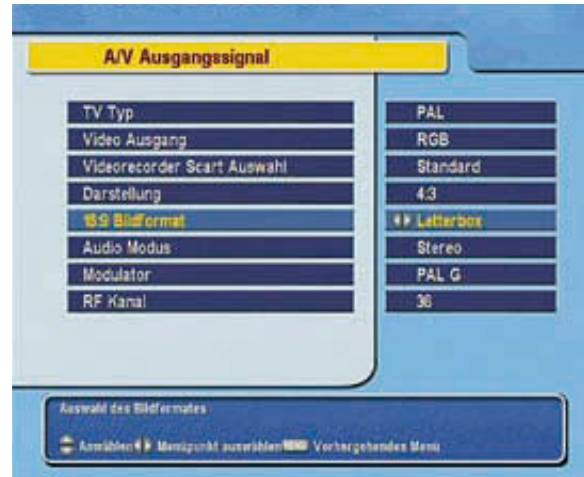 A/V Ausgangssignal
TV Typ PAL
Video Ausgang RGB
Videorecorder Scart Auswahl Standard
Darstellung 4:3
16:9 Bildformat Letterbox
Audio Modus Stereo
Modulator PAL G
RF Kanal 36
Auswahl des Bildformates
Anwählen Menüpunkt auswählen Vorhergehendes Menü